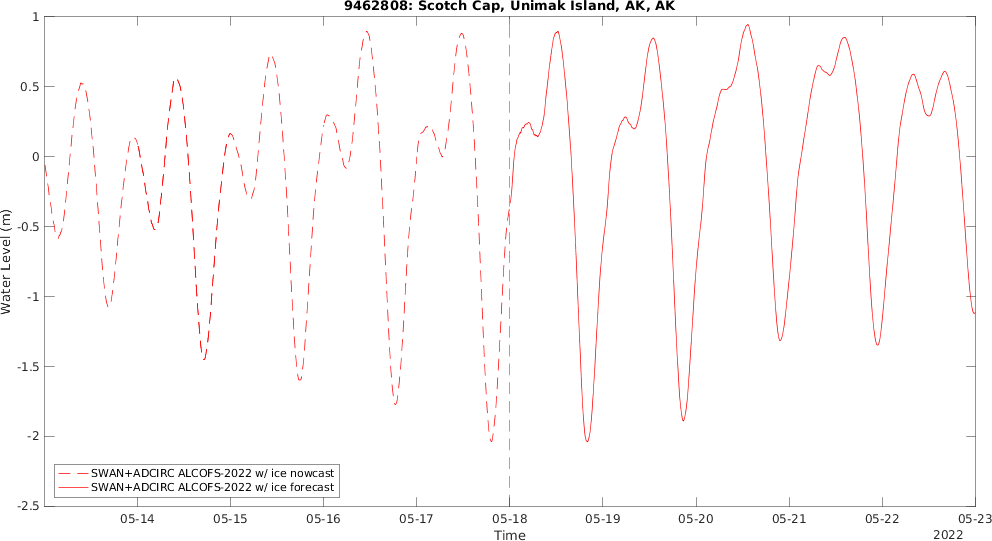 9462808: Scotch Cap, Unimak Island, AK, AK
1
0.5
0
-0.5
-1
-1.5
-2
-2.5
Water Level (m)
SWAN+ADCIRC ALCOFS-2022 w/ ice nowcast
SWAN+ADCIRC ALCOFS-2022 w/ ice forecast
05-14 05-15 05-16 05-17 05-18 05-19 05-20 05-21 05-22 05-23
Time 2022